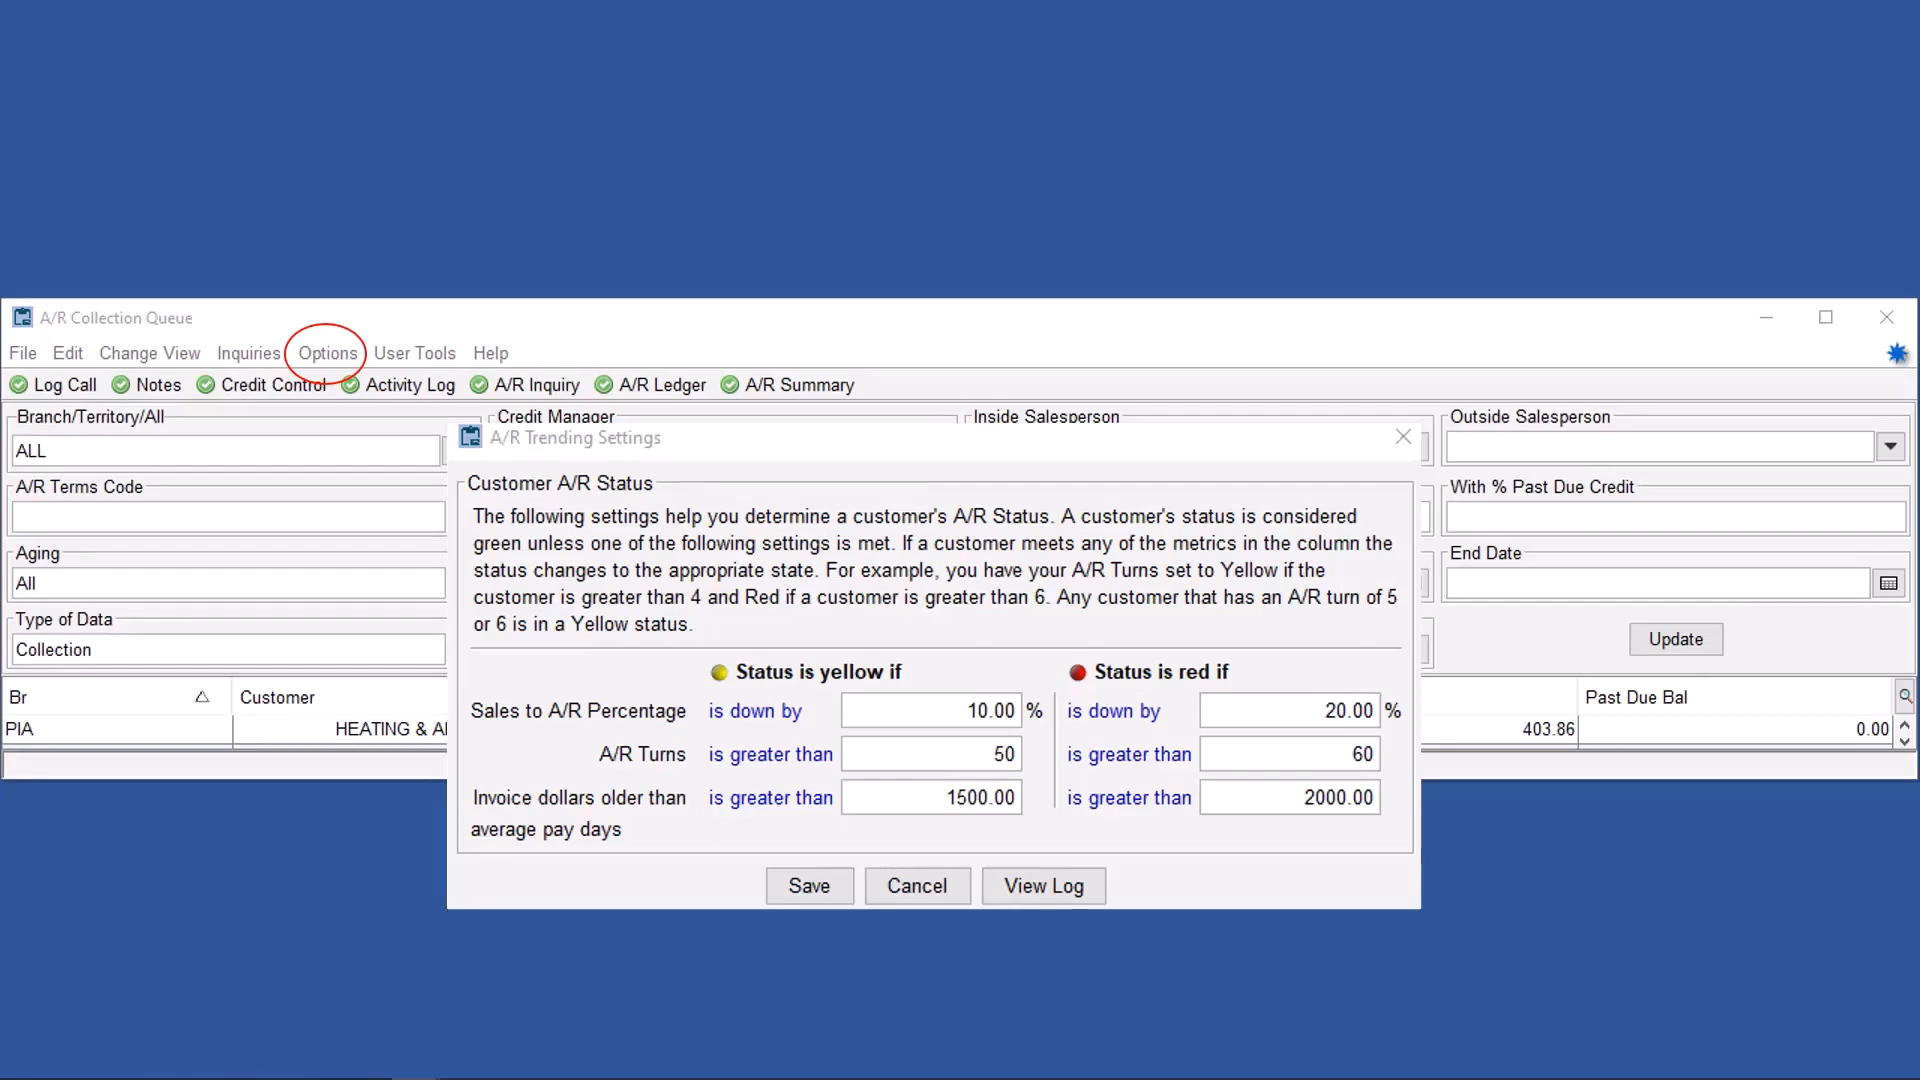 A/R Collection Queue
File Edit Change View Inquiries Options User Tools Help
Log Call Notes Credit Control Activity Log A/R Inquiry A/R Ledger A/R Summary
Branch/Territory/All Credit Manager Inside Salesperson Outside Salesperson
ALL
A/R Terms Code With % Past Due Credit
Aging End Date
All
Type of Data
Collection
Update
Br Customer Past Due Bal
PIA HEATING & 403.86 0.00
A/R Trending Settings
Customer A/R Status
The following settings help you determine a customer's A/R Status. A customer's status is considered
green unless one of the following settings is met. If a customer meets any of the metrics in the column the
status changes to the appropriate state. For example, you have your A/R Turns set to Yellow if the
customer is greater than 4 and Red if a customer is greater than 6. Any customer that has an A/R turn of 5
or 6 is in a Yellow status.
Status is yellow if Status is red if
Sales to A/R Percentage is down by 10.00 % is down by 20.00 %
A/R Turns is greater than 50 is greater than 60
Invoice dollars older than is greater than 1500.00 is greater than 2000.00
average pay days
Save Cancel View Log